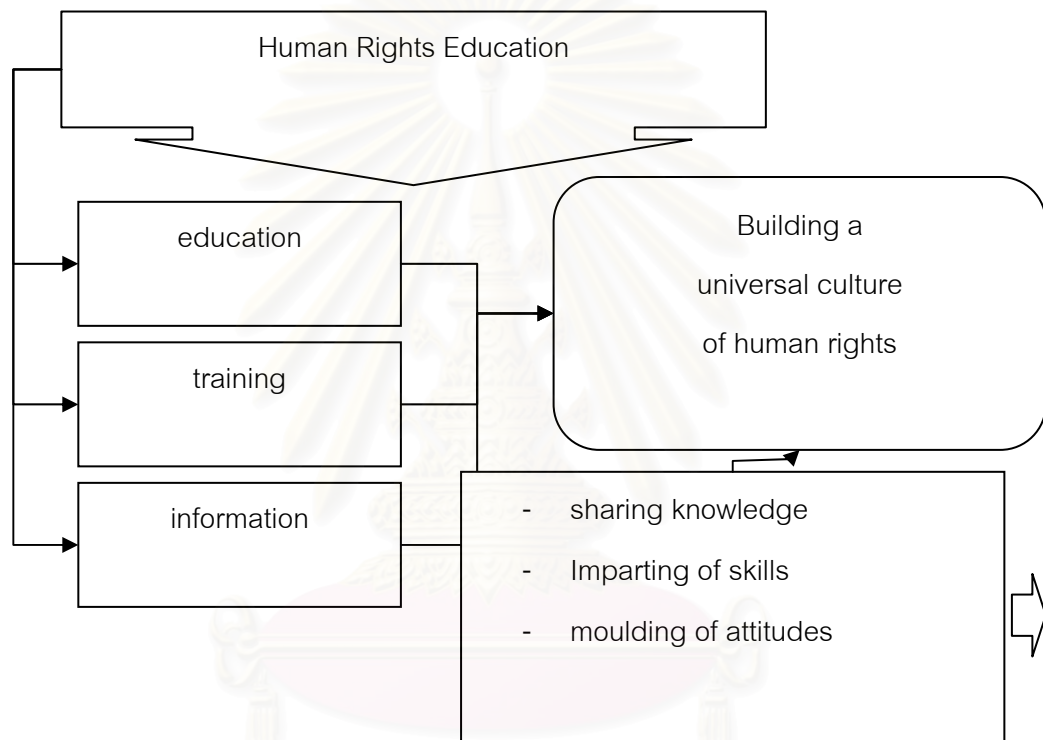 Human Rights Education
education
training
information
Building a
universal culture
of human rights
- sharing knowledge
- Imparting of skills
- moulding of attitudes